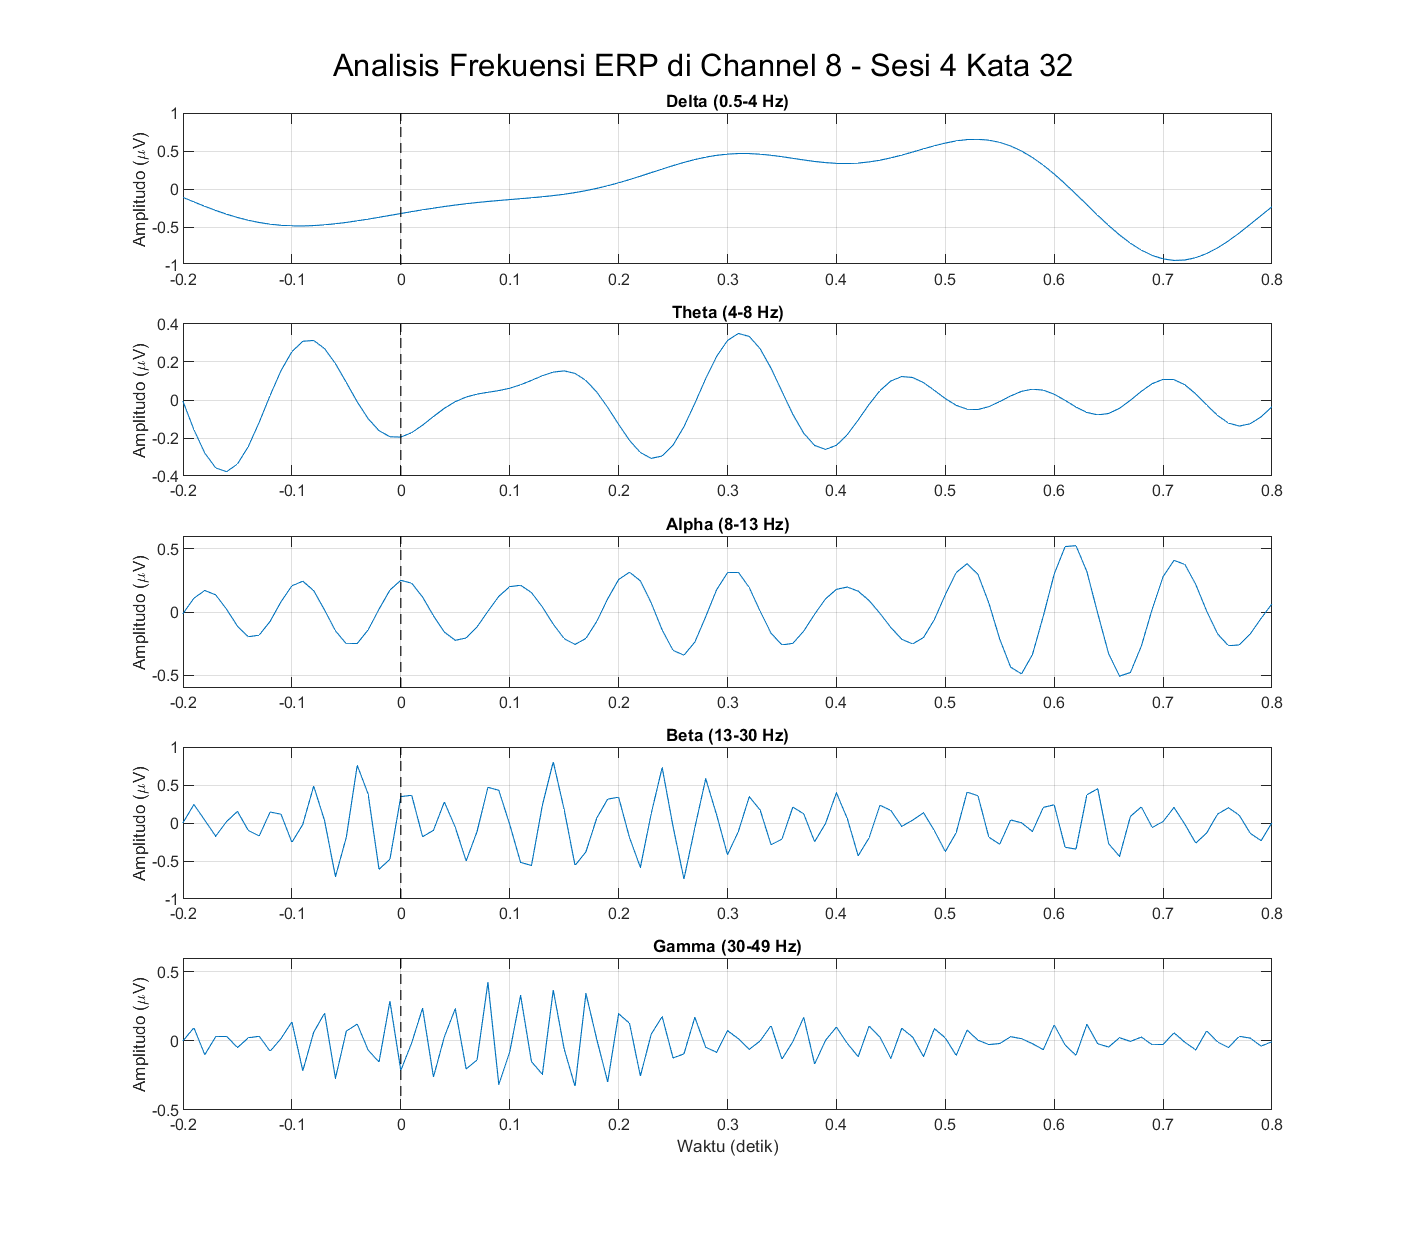 Analisis Frekuensi ERP di Channel 8 - Sesi 4 Kata 32
Delta (0.5-4 Hz)
Amplitudo (μV)
1
0.5
0
-0.5
-1
-0.2 -0.1 0 0.1 0.2 0.3 0.4 0.5 0.6 0.7 0.8
Theta (4-8 Hz)
Amplitudo (μV)
0.4
0.2
0
-0.2
-0.4
-0.2 -0.1 0 0.1 0.2 0.3 0.4 0.5 0.6 0.7 0.8
Alpha (8-13 Hz)
Amplitudo (μV)
0.5
0
-0.5
-0.2 -0.1 0 0.1 0.2 0.3 0.4 0.5 0.6 0.7 0.8
Beta (13-30 Hz)
Amplitudo (μV)
1
0.5
0
-0.5
-1
-0.2 -0.1 0 0.1 0.2 0.3 0.4 0.5 0.6 0.7 0.8
Gamma (30-49 Hz)
Amplitudo (μV)
0.5
0
-0.5
-0.2 -0.1 0 0.1 0.2 0.3 0.4 0.5 0.6 0.7 0.8
Waktu (detik)